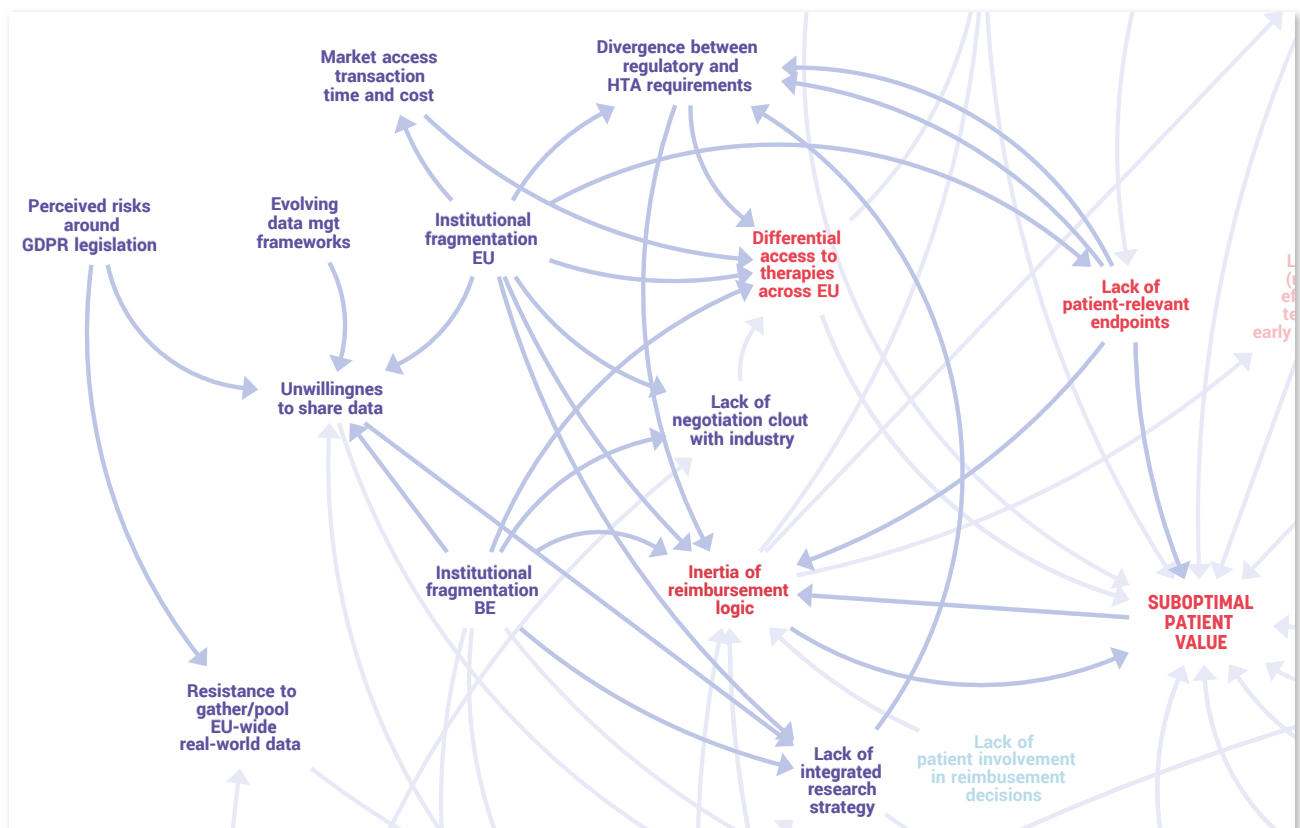 Market access
transaction
time and cost
Divergence between
regulatory and
HTA requirements
Perceived risks
around
GDPR legislation
Evolving
data mgt
frameworks
Institutional
fragmentation
EU
Differential
access to
therapies
across EU
Lack of
patient-relevant
endpoints
early
Unwillingnes
to share data
Lack of
negotiation clout
with industry
Institutional
fragmentation
BE
Inertia of
reimbursement
logic
SUBOPTIMAL
PATIENT
VALUE
Resistance to
gather/pool
EU-wide
real-world data
Lack of
integrated
research
strategy
Lack of
patient involvement
in reimbusement
decisions